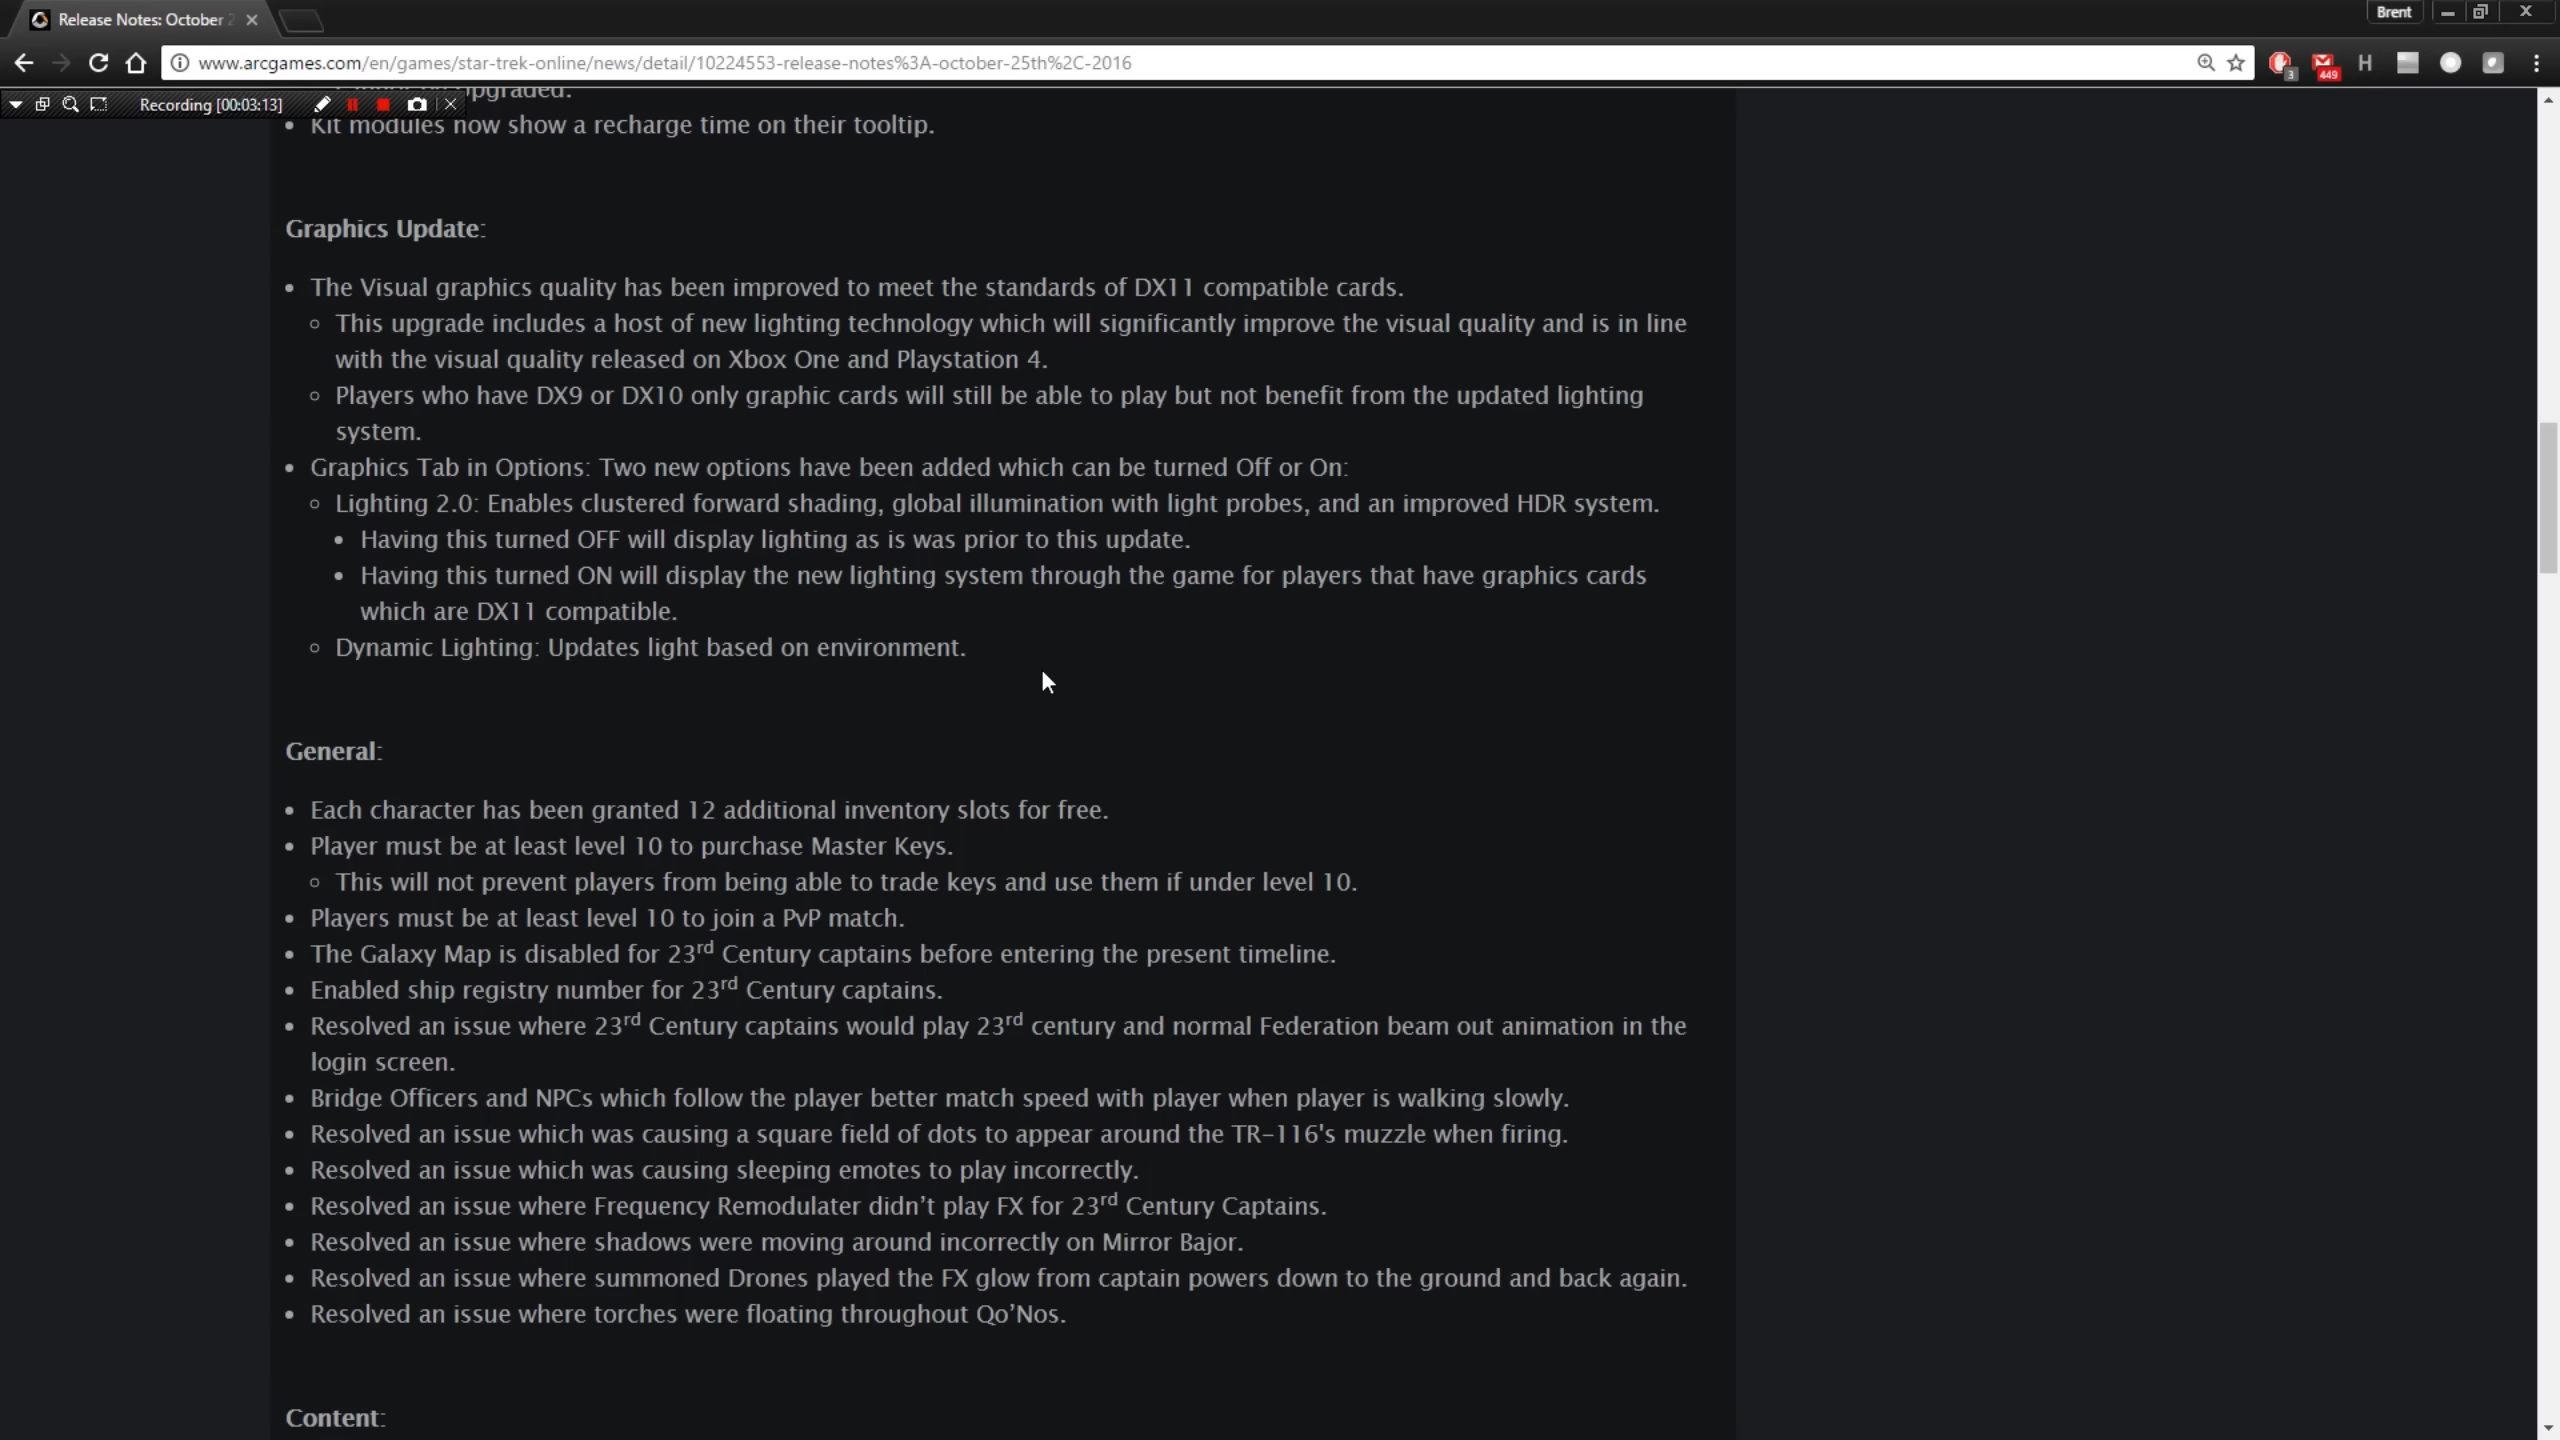 Release Notes: October 2
Brent
www.arcgames.com/en/games/star-trek-online/news/detail/10224553-release-notes%3A-october-25th%2C-2016
3
449
H
upgraded.
Recording [00:03:13]
• Kit modules now show a recharge time on their tooltip.
Graphics Update:
• The Visual graphics quality has been improved to meet the standards of DX11 compatible cards.
◦ This upgrade includes a host of new lighting technology which will significantly improve the visual quality and is in line
with the visual quality released on Xbox One and Playstation 4.
◦ Players who have DX9 or DX10 only graphic cards will still be able to play but not benefit from the updated lighting
system.
• Graphics Tab in Options: Two new options have been added which can be turned Off or On:
◦ Lighting 2.0: Enables clustered forward shading, global illumination with light probes, and an improved HDR system.
• Having this turned OFF will display lighting as is was prior to this update.
• Having this turned ON will display the new lighting system through the game for players that have graphics cards
which are DX11 compatible.
◦ Dynamic Lighting: Updates light based on environment.
General:
• Each character has been granted 12 additional inventory slots for free.
• Player must be at least level 10 to purchase Master Keys.
◦ This will not prevent players from being able to trade keys and use them if under level 10.
• Players must be at least level 10 to join a PvP match.
• The Galaxy Map is disabled for 23rd Century captains before entering the present timeline.
• Enabled ship registry number for 23rd Century captains.
• Resolved an issue where 23rd Century captains would play 23rd century and normal Federation beam out animation in the
login screen.
• Bridge Officers and NPCs which follow the player better match speed with player when player is walking slowly.
• Resolved an issue which was causing a square field of dots to appear around the TR-116's muzzle when firing.
• Resolved an issue which was causing sleeping emotes to play incorrectly.
• Resolved an issue where Frequency Remodulater didn’t play FX for 23rd Century Captains.
• Resolved an issue where shadows were moving around incorrectly on Mirror Bajor.
• Resolved an issue where summoned Drones played the FX glow from captain powers down to the ground and back again.
• Resolved an issue where torches were floating throughout Qo’Nos.
Content: